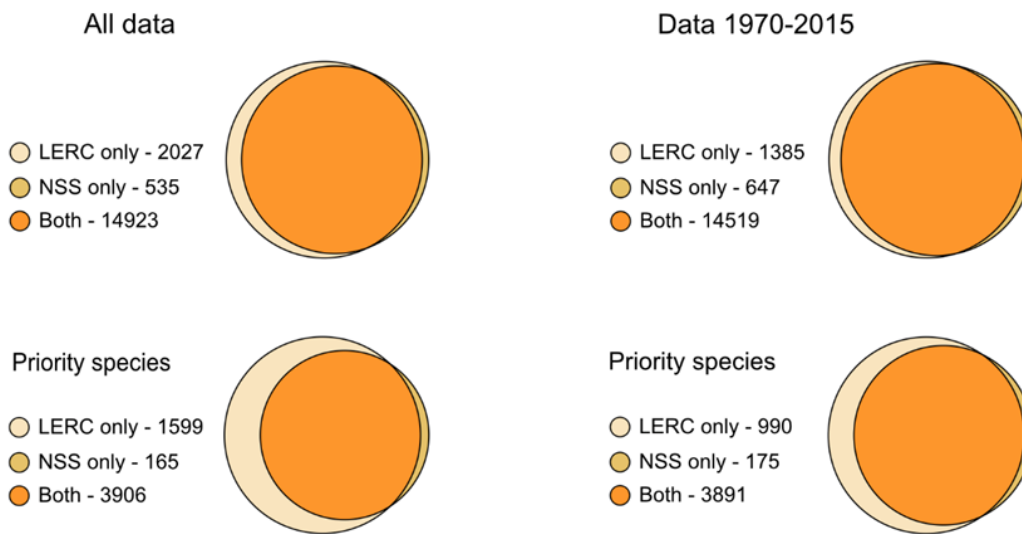 All data
LERC only - 2027
NSS only - 535
Both - 14923
Data 1970-2015
LERC only - 1385
NSS only - 647
Both - 14519
Priority species
LERC only - 1599
NSS only - 165
Both - 3906
Priority species
LERC only - 990
NSS only - 175
Both - 3891